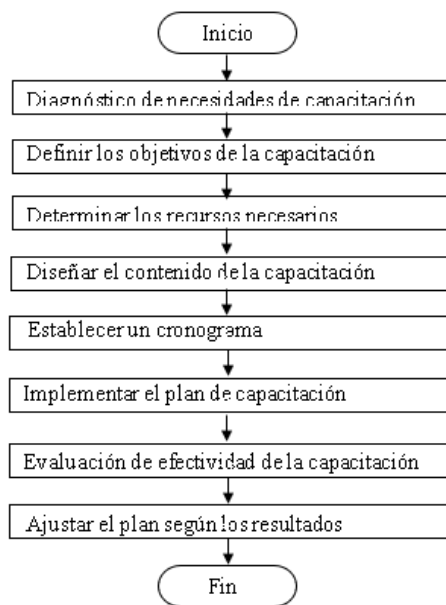 Inicio
Diagnóstico de necesidades de capacitación
Definir los objetivos de la capacitación
Determinar los recursos necesarios
Diseñar el contenido de la capacitación
Establecer un cronograma
Implementar el plan de capacitación
Evaluación de efectividad de la capacitación
Ajustar el plan según los resultados
Fin